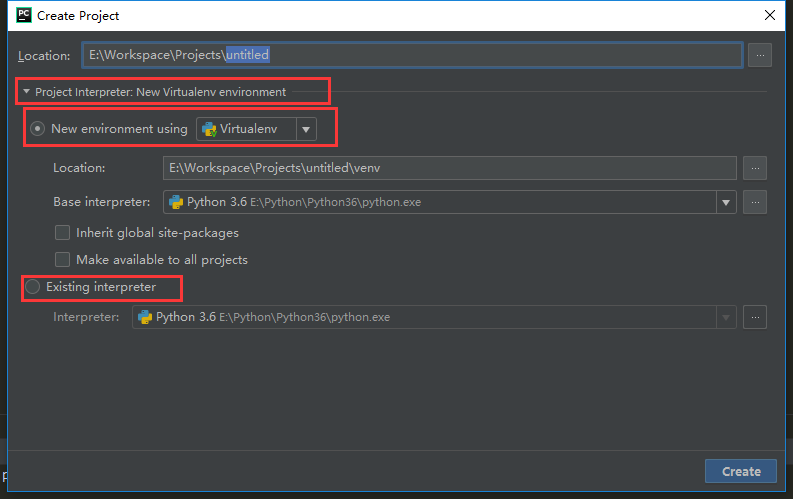 PC Create Project
Location: E:\Workspace\Projects\untitled ...
Project Interpreter: New Virtualenv environment
New environment using Virtualenv
Location: E:\Workspace\Projects\untitled\venv ...
Base interpreter: Python 3.6 E:\Python\Python36\python.exe ...
Inherit global site-packages
Make available to all projects
Existing interpreter
Interpreter: Python 3.6 E:\Python\Python36\python.exe ...
Create